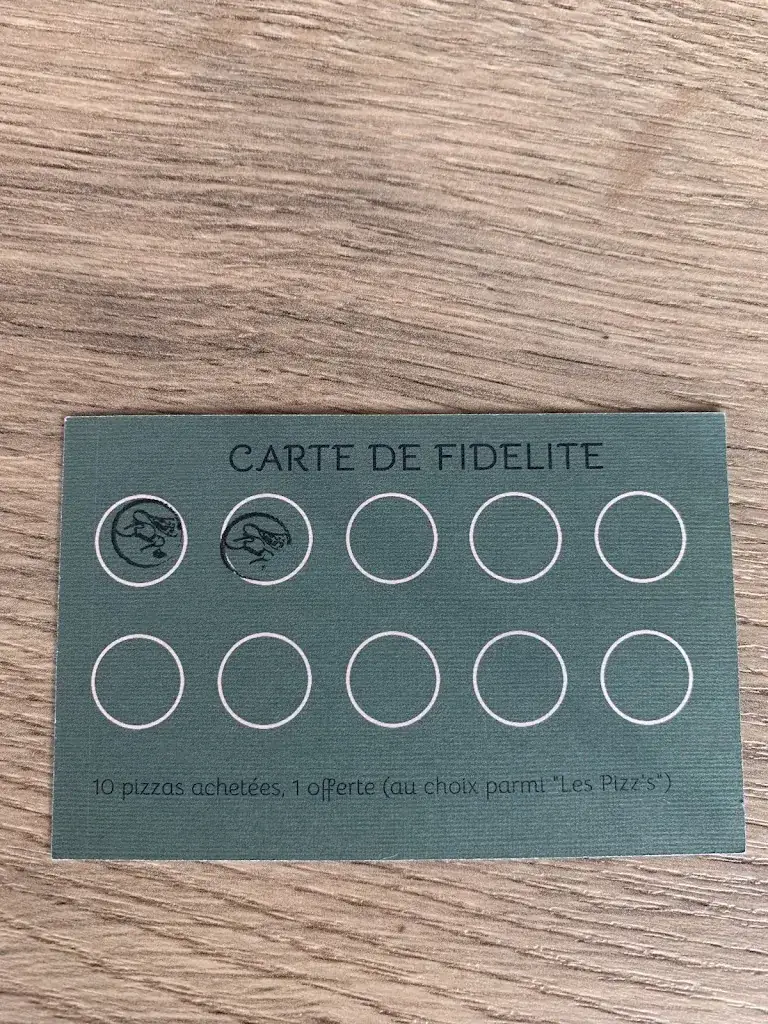 CARTE DE FIDELITE
10 pizzas achetées, 1 offerte (au choix parmi "Les Pizz's")